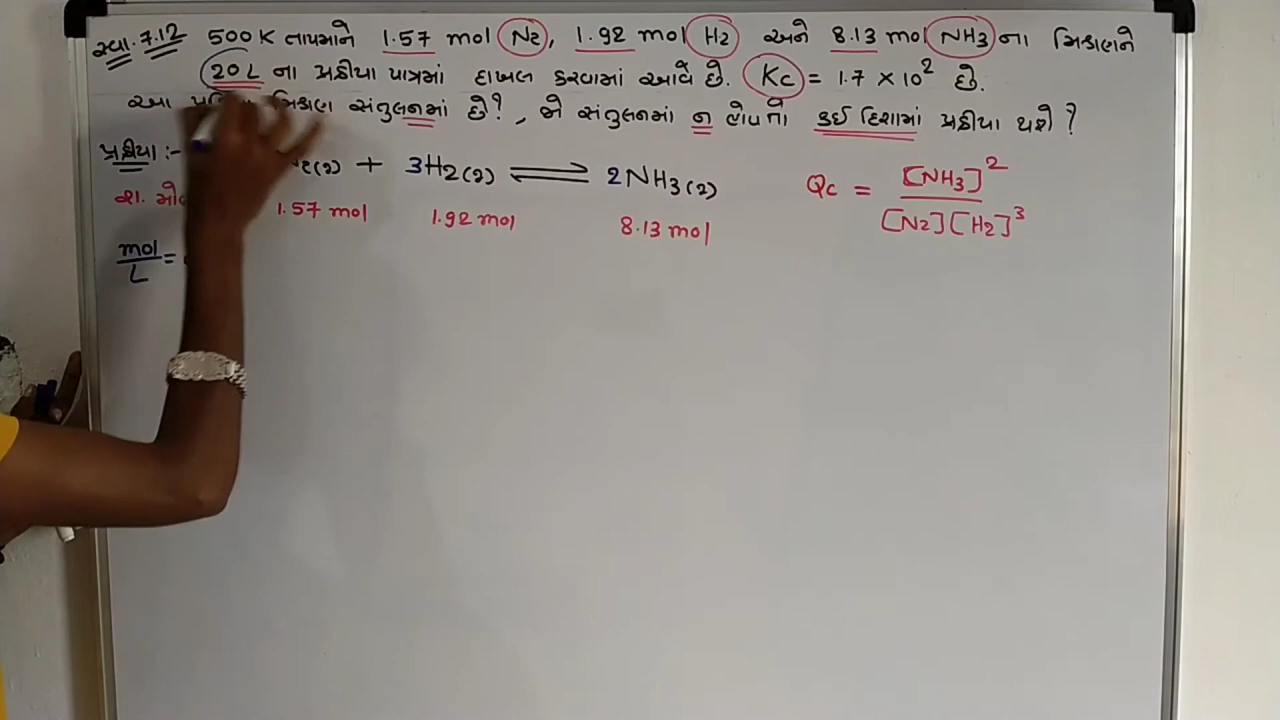 સ્વા.7.12 500 K તાપમાને 1.57 mol N2, 1.92 mol H2 અને 8.13 mol NH3 ના મિશ્રણને
20 L ના પ્રક્રિયા પાત્રમાં દાખલ કરવામાં આવે છે. Kc = 1.7 × 10² છે.
આ મિશ્રણ સંતુલનમાં છે? , જો સંતુલનમાં ન હોય તો કઈ દિશામાં પ્રક્રિયા થશે?
પ્રક્રિયા :- + 3H2(g) ⇌ 2NH3(g)
Qc = [NH3]² / [N2][H2]³
શ. 1.57 mol 1.92 mol 8.13 mol
mol/L =